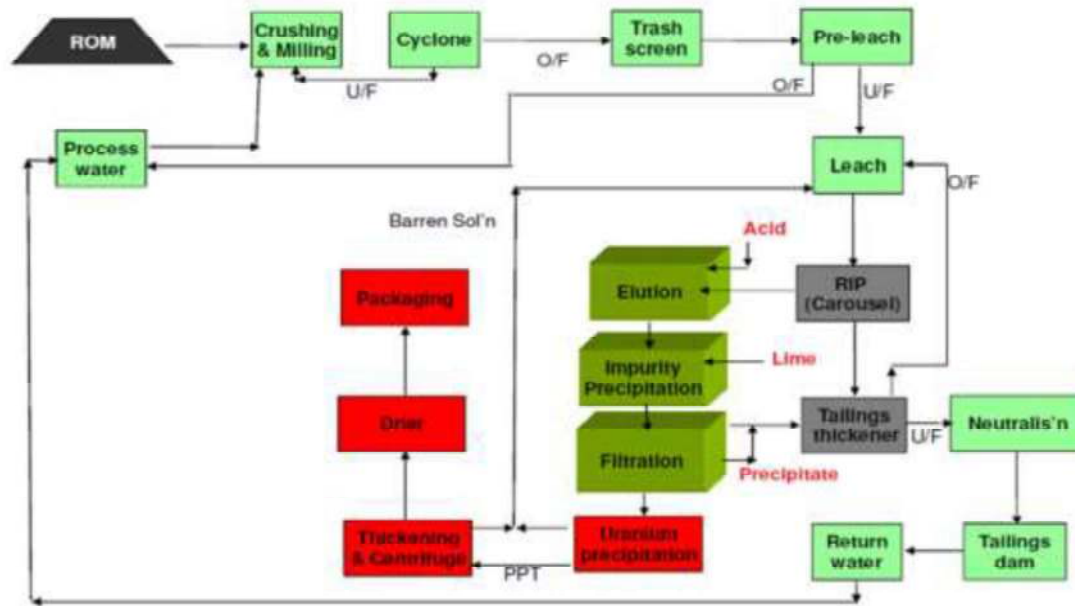 ROM
Crushing
& Milling
Cyclone
O/F
Trash
screen
Pre-leach
U/F
O/F
U/F
Process
water
Leach
O/F
Barren Sol'n
Acid
Packaging
Elution
RIP
(Carousel)
Impurity
Precipitation
Lime
Drier
Filtration
Tailings
thickener
U/F
Neutralis'n
Precipitate
Thickening
& Centrifuge
PPT
Uranium
precipitation
Return
water
Tailings
dam